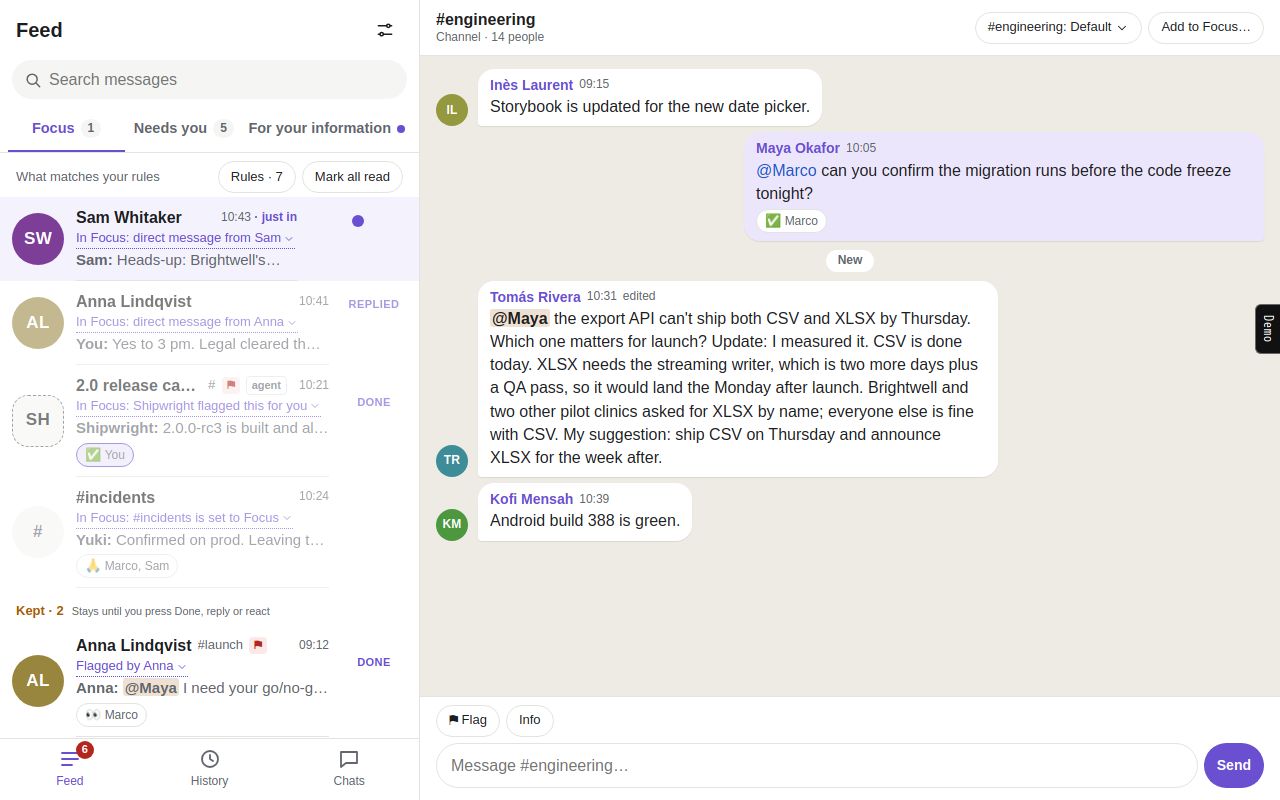 Feed
Search messages
Focus 1
Needs you 5
For your information
What matches your rules
Rules · 7
Mark all read
SW
Sam Whitaker
10:43 · just in
In Focus: direct message from Sam
Sam: Heads-up: Brightwell's…
AL
Anna Lindqvist
10:41
REPLIED
In Focus: direct message from Anna
You: Yes to 3 pm. Legal cleared th…
SH
2.0 release ca…
#
agent
10:21
In Focus: Shipwright flagged this for you
DONE
Shipwright: 2.0.0-rc3 is built and al…
✅ You
#
#incidents
10:24
In Focus: #incidents is set to Focus
Yuki: Confirmed on prod. Leaving t…
🙏 Marco, Sam
Kept · 2 Stays until you press Done, reply or react
AL
Anna Lindqvist #launch
09:12
Flagged by Anna
DONE
Anna: @Maya I need your go/no-g…
👀 Marco
6
Feed
History
Chats
#engineering
Channel · 14 people
#engineering: Default
Add to Focus…
IL
Inès Laurent 09:15
Storybook is updated for the new date picker.
Maya Okafor 10:05
@Marco can you confirm the migration runs before the code freeze
tonight?
✅ Marco
New
Tomás Rivera 10:31 edited
@Maya the export API can't ship both CSV and XLSX by Thursday.
Which one matters for launch? Update: I measured it. CSV is done
today. XLSX needs the streaming writer, which is two more days plus
a QA pass, so it would land the Monday after launch. Brightwell and
two other pilot clinics asked for XLSX by name; everyone else is fine
with CSV. My suggestion: ship CSV on Thursday and announce
XLSX for the week after.
TR
Kofi Mensah 10:39
Android build 388 is green.
KM
Demo
Flag
Info
Message #engineering…
Send